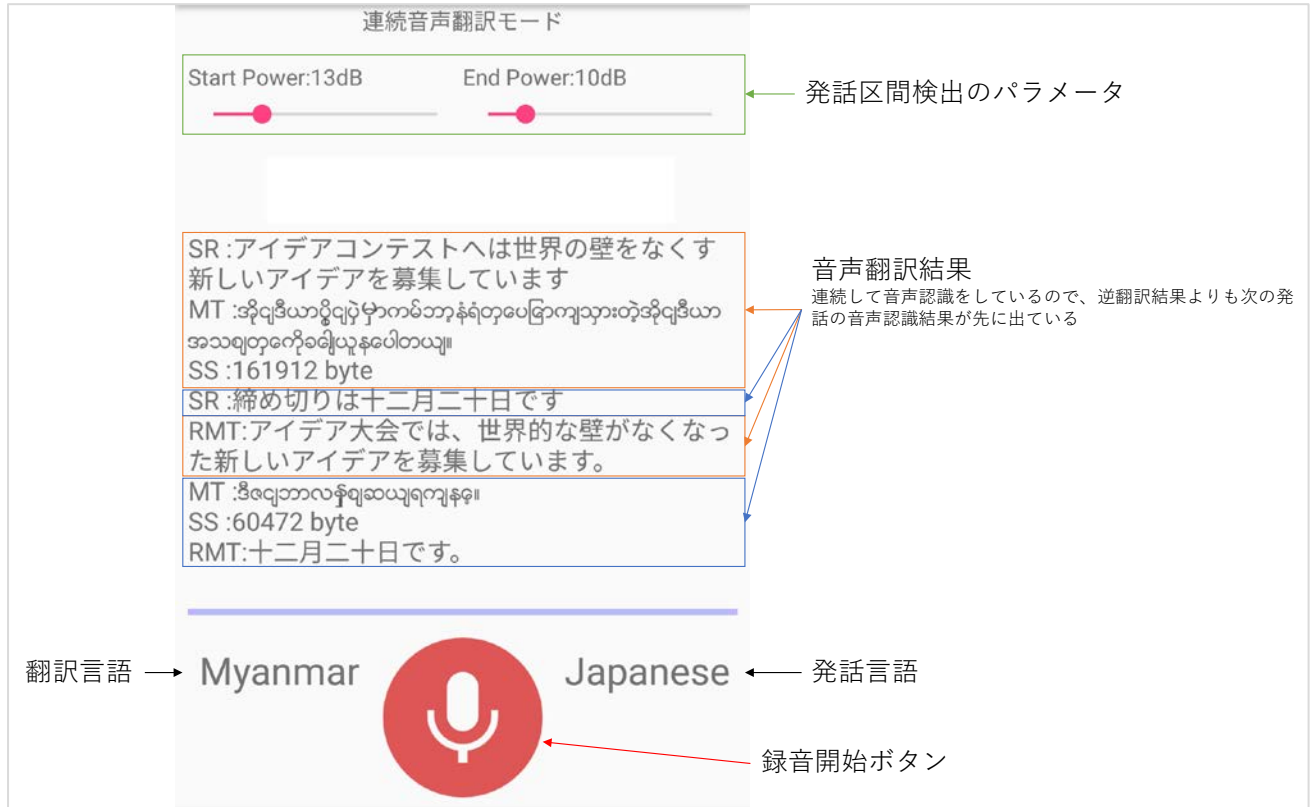 連続音声翻訳モード
Start Power:13dB
End Power:10dB
発話区間検出のパラメータ
SR :アイデアコンテストへは世界の壁をなくす
新しいアイデアを募集しています
MT :
SS :161912 byte
SR :締め切りは十二月二十日です
RMT:アイデア大会では、世界的な壁がなくなっ
た新しいアイデアを募集しています。
MT :
SS :60472 byte
RMT:十二月二十日です。
音声翻訳結果
連続して音声認識をしているので、逆翻訳結果よりも次の発
話の音声認識結果が先に出ている
翻訳言語
Myanmar
Japanese
発話言語
録音開始ボタン